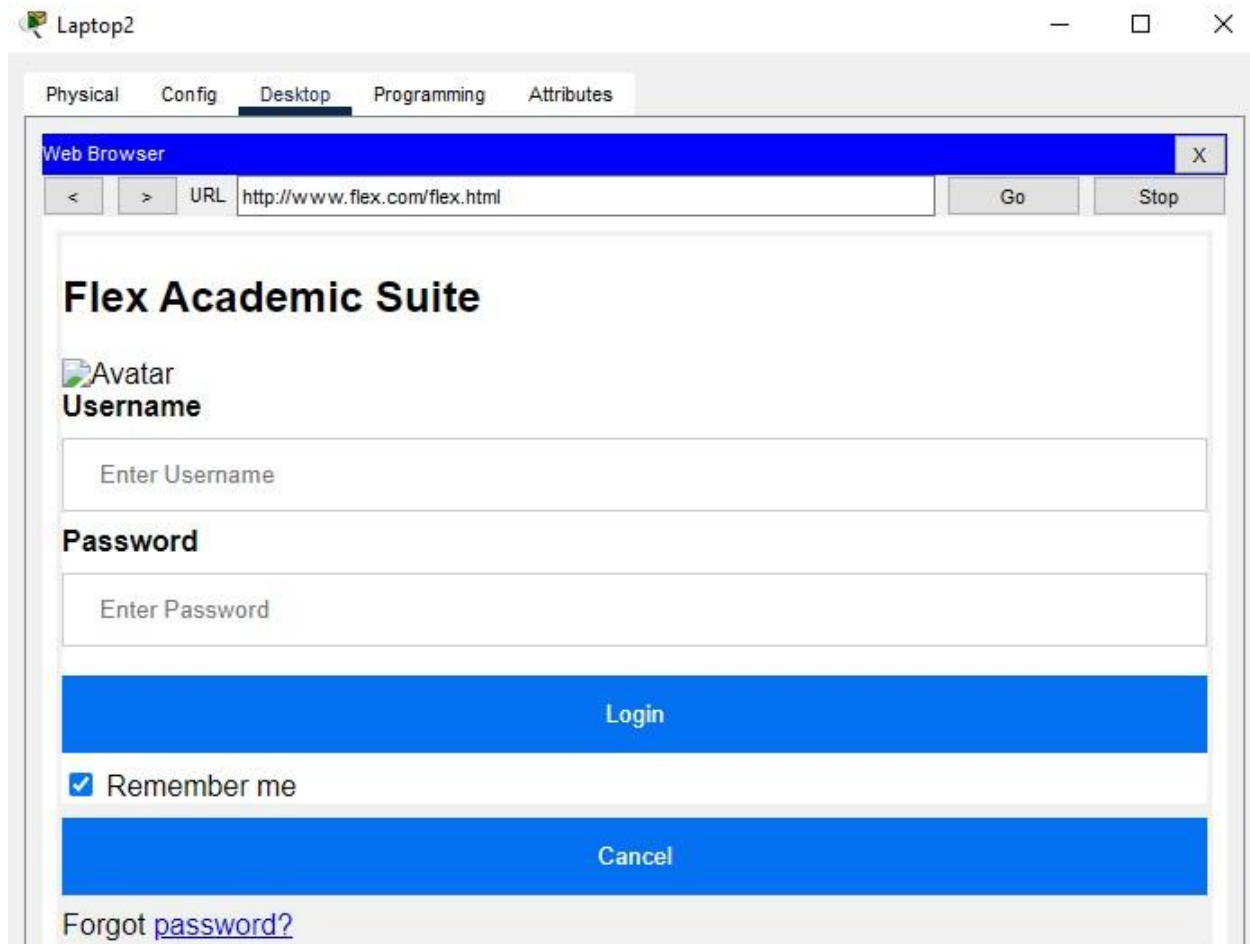 Laptop2
Physical Config Desktop Programming Attributes
Web Browser X
< > URL http://www.flex.com/flex.html Go Stop
Flex Academic Suite
Avatar
Username
Enter Username
Password
Enter Password
Login
Remember me
Cancel
Forgot password?